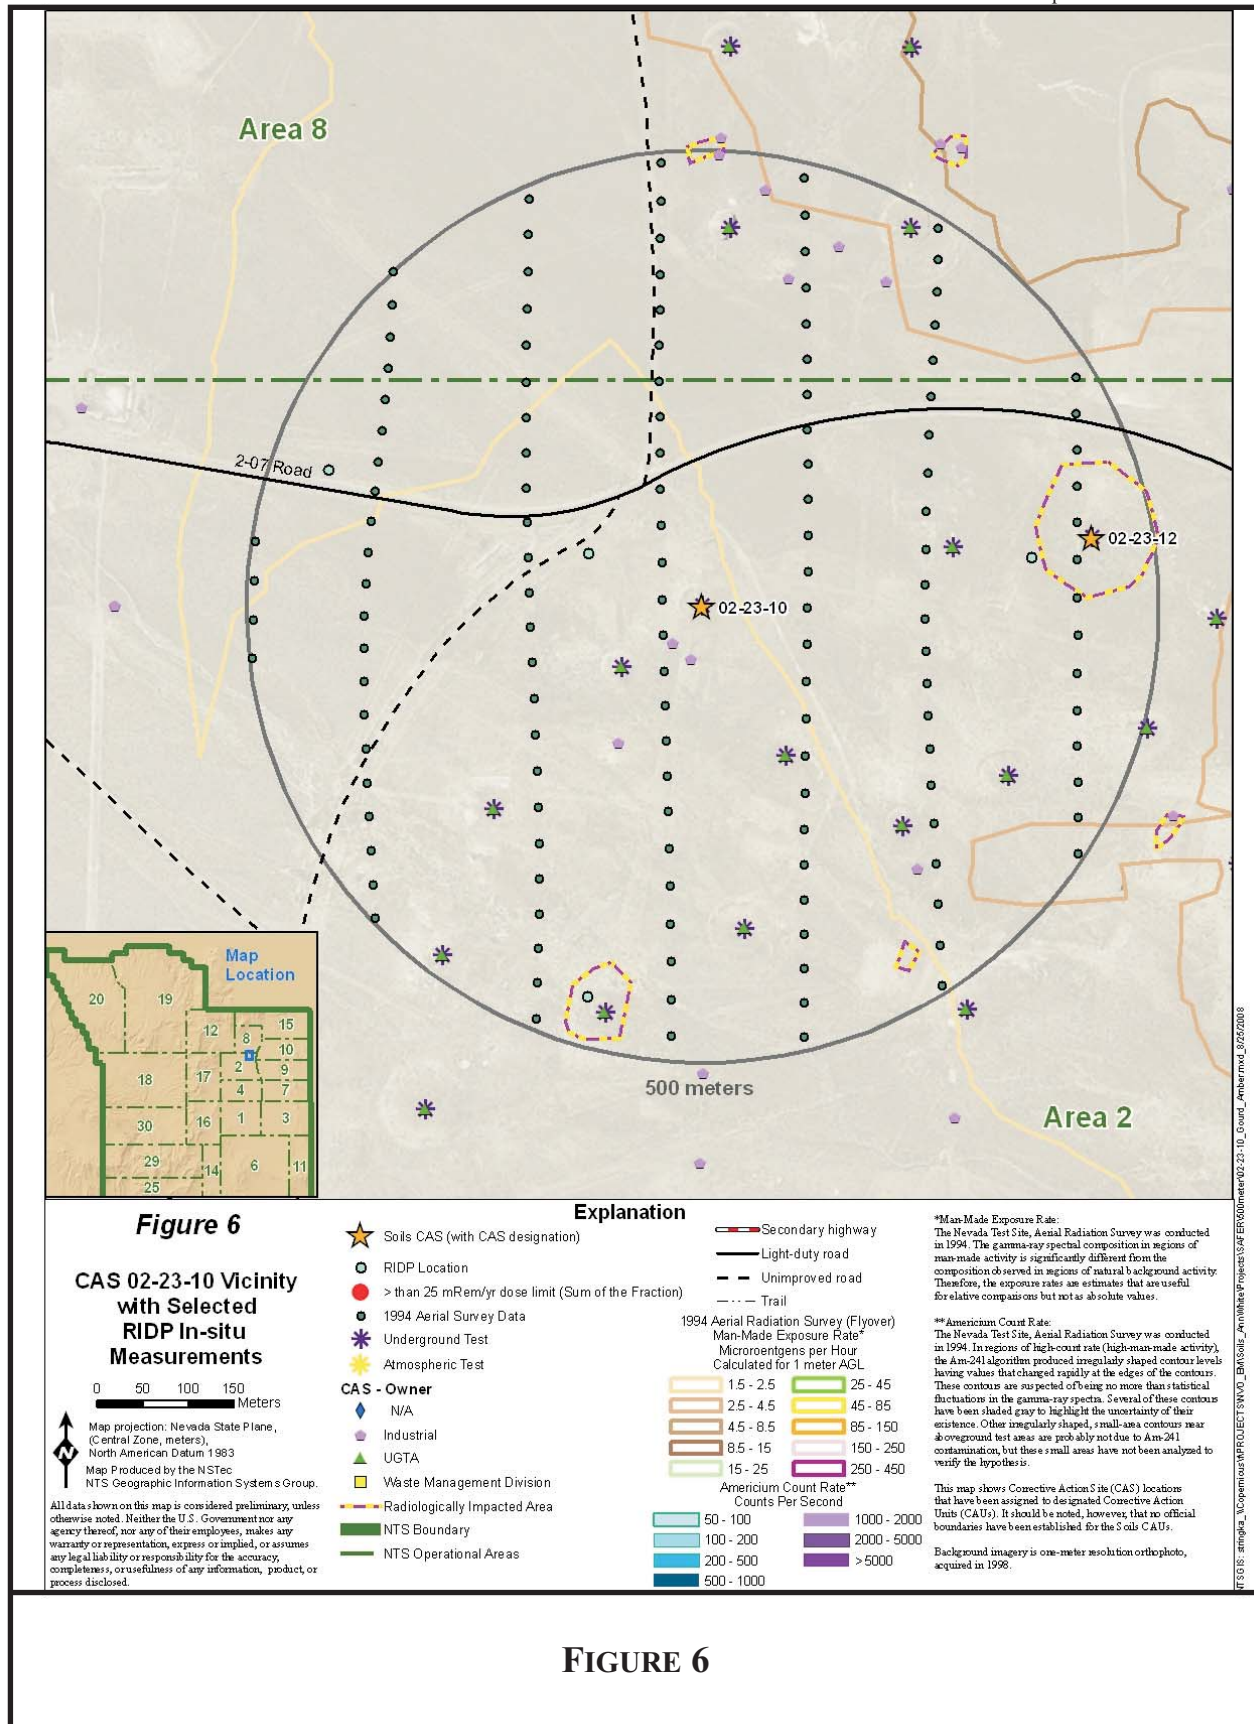 Area 8
2-07 Road
02-23-12
02-23-10
500 meters
Area 2
Map
Location
20
19
12
8
15
10
2
9
18
17
4
7
1
3
30
16
29
14
6
11
25
Figure 6
CAS 02-23-10 Vicinity
with Selected
RIDP In-situ
Measurements
0 50 100 150
Meters
N
Map projection: Nevada State Plane,
(Central Zone, meters),
North American Datum 1983
Map Produced by the NSTec
NTS Geographic Information Systems Group.
All data shown on this map is considered preliminary, unless
otherwise noted. Neither the U.S. Government nor any
agency thereof, nor any of their employees, makes any
warranty or representation, express or implied, or assumes
any legal liability or responsibility for the accuracy,
completeness, or usefulness of any information, product, or
process disclosed.
Explanation
Soils CAS (with CAS designation)
RIDP Location
> than 25 mRem/yr dose limit (Sum of the Fraction)
1994 Aerial Survey Data
Underground Test
Atmospheric Test
CAS - Owner
N/A
Industrial
UGTA
Waste Management Division
Radiologically Impacted Area
NTS Boundary
NTS Operational Areas
Secondary highway
Light-duty road
Unimproved road
Trail
1994 Aerial Radiation Survey (Flyover)
Man-Made Exposure Rate*
Microroentgens per Hour
Calculated for 1 meter AGL
1.5 - 2.5
25 - 45
2.5 - 4.5
45 - 85
4.5 - 8.5
85 - 150
8.5 - 15
150 - 250
15 - 25
250 - 450
Americium Count Rate**
Counts Per Second
50 - 100
1000 - 2000
100 - 200
2000 - 5000
200 - 500
>5000
500 - 1000
*Man-Made Exposure Rate:
The Nevada Test Site, Aerial Radiation Survey was conducted
in 1994. The gamma-ray spectral composition in regions of
man-made activity is significantly different from the
composition observed in regions of natural background activity.
Therefore, the exposure rates are estimates that are useful
for relative comparisons but not as absolute values.
**Americium Count Rate:
The Nevada Test Site, Aerial Radiation Survey was conducted
in 1994. In regions of high-count rate (high-man-made activity),
the Am-241 algorithm produced irregularly shaped contour levels
having values that changed rapidly at the edges of the contours.
These contours are suspected of being no more than statistical
fluctuations in the gamma-ray spectra. Several of these contours
have been shaded gray to highlight the uncertainty of their
existence. Other irregularly shaped, small-area contours near
aboveground test areas are probably not due to Am-241
contamination, but these small areas have not been analyzed to
verify the hypothesis.
This map shows Corrective Action Site (CAS) locations
that have been assigned to designated Corrective Action
Units (CAUs). It should be noted, however, that no official
boundaries have been established for the Soils CAUs.
Background imagery is one-meter resolution orthophoto,
acquired in 1998.
FIGURE 6